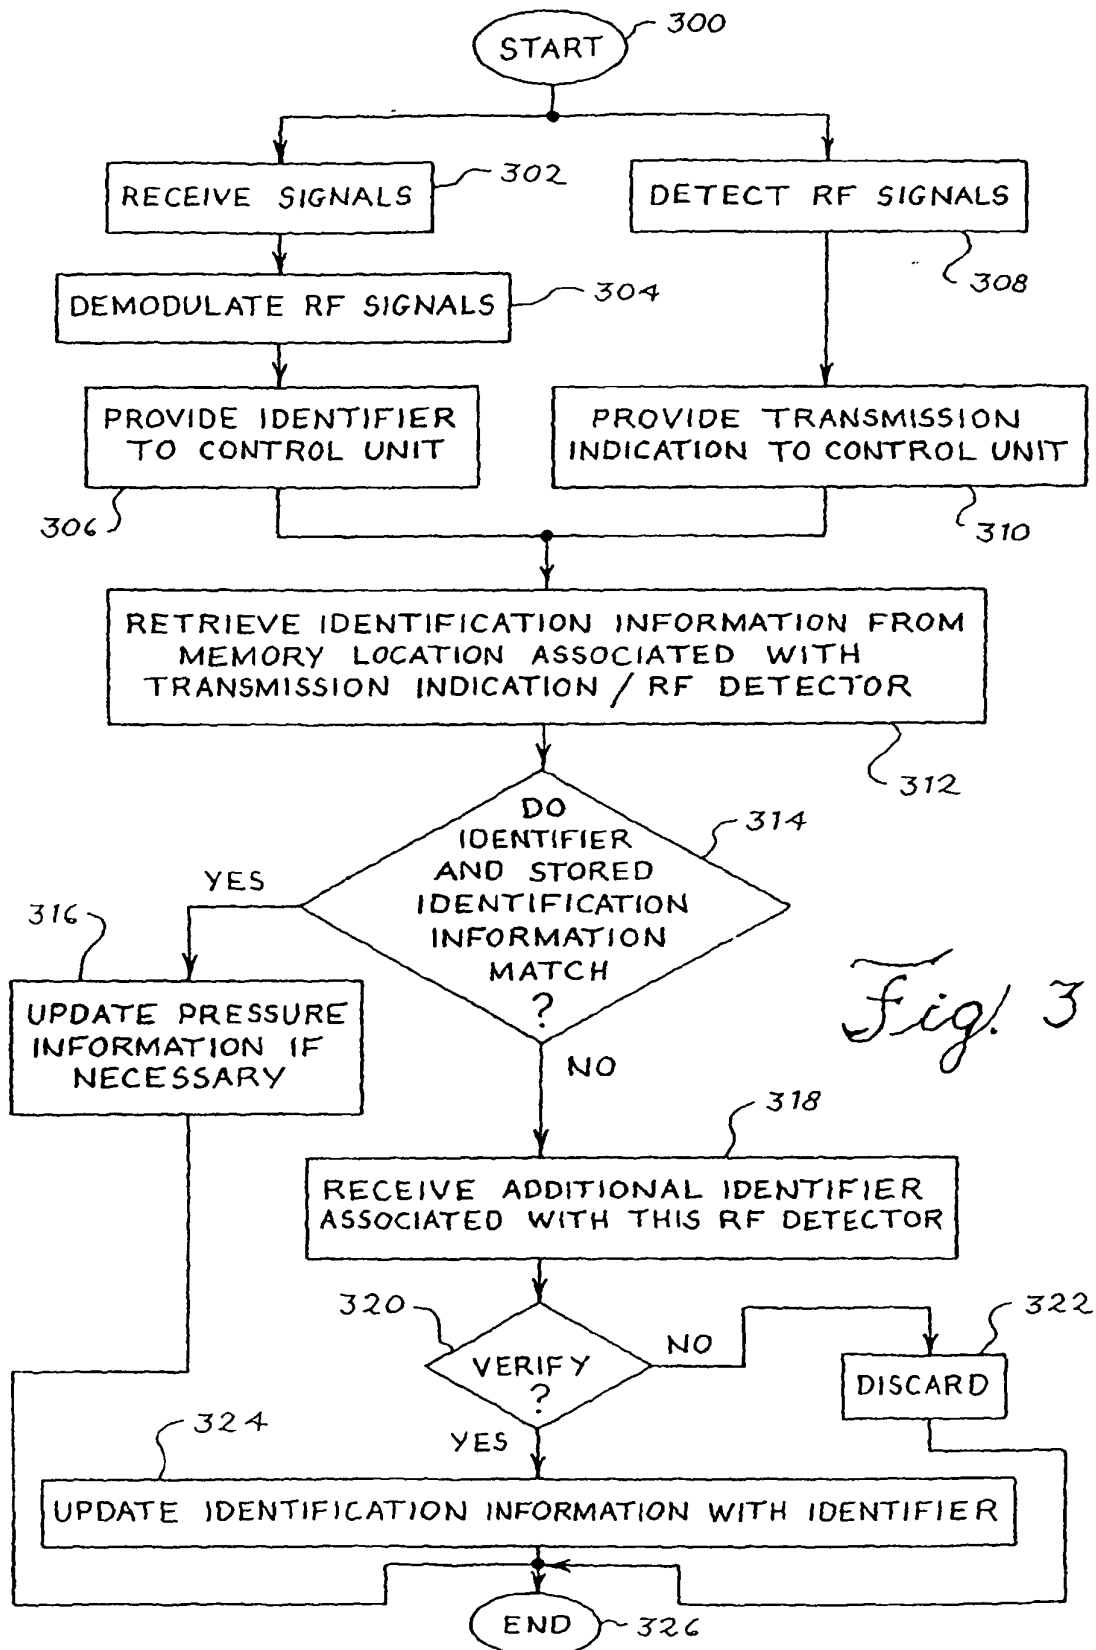 START
300
RECEIVE SIGNALS
302
DETECT RF SIGNALS
308
DEMODULATE RF SIGNALS
304
PROVIDE IDENTIFIER
TO CONTROL UNIT
306
PROVIDE TRANSMISSION
INDICATION TO CONTROL UNIT
310
RETRIEVE IDENTIFICATION INFORMATION FROM
MEMORY LOCATION ASSOCIATED WITH
TRANSMISSION INDICATION / RF DETECTOR
312
DO
IDENTIFIER
AND STORED
IDENTIFICATION
INFORMATION
MATCH
?
314
YES
316
UPDATE PRESSURE
INFORMATION IF
NECESSARY
Fig. 3
NO
318
RECEIVE ADDITIONAL IDENTIFIER
ASSOCIATED WITH THIS RF DETECTOR
320
VERIFY
?
NO
322
DISCARD
YES
324
UPDATE IDENTIFICATION INFORMATION WITH IDENTIFIER
END
326